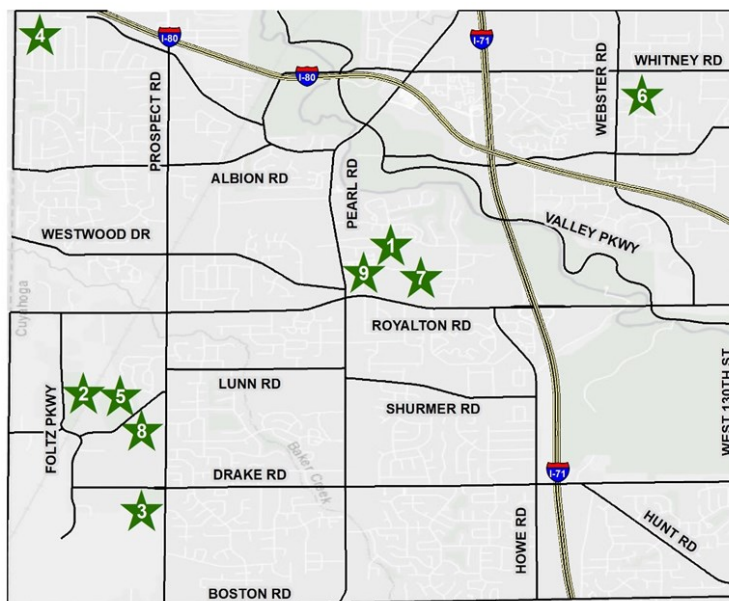 4
I-80
PROSPECT RD
I-80
I-71
WEBSTER RD
WHITNEY RD
6
ALBION RD
PEARL RD
WESTWOOD DR
VALLEY PKWY
1
9
7
Cuyahoga
ROYALTON RD
2
5
8
FOLTZ PKWY
LUNN RD
SHURMER RD
WEST 130TH ST
Baker Creek
DRAKE RD
I-71
3
HOWE RD
HUNT RD
BOSTON RD